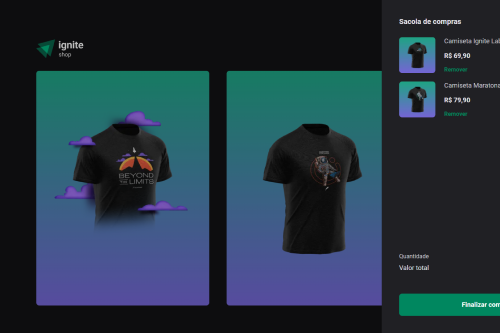 ignite
shop
BEYOND
THE LIMITS
Sacola de compras
Camiseta Ignite Lab
R$ 69,90
Remover
Camiseta Maratona
R$ 79,90
Remover
Quantidade
Valor total
Finalizar com